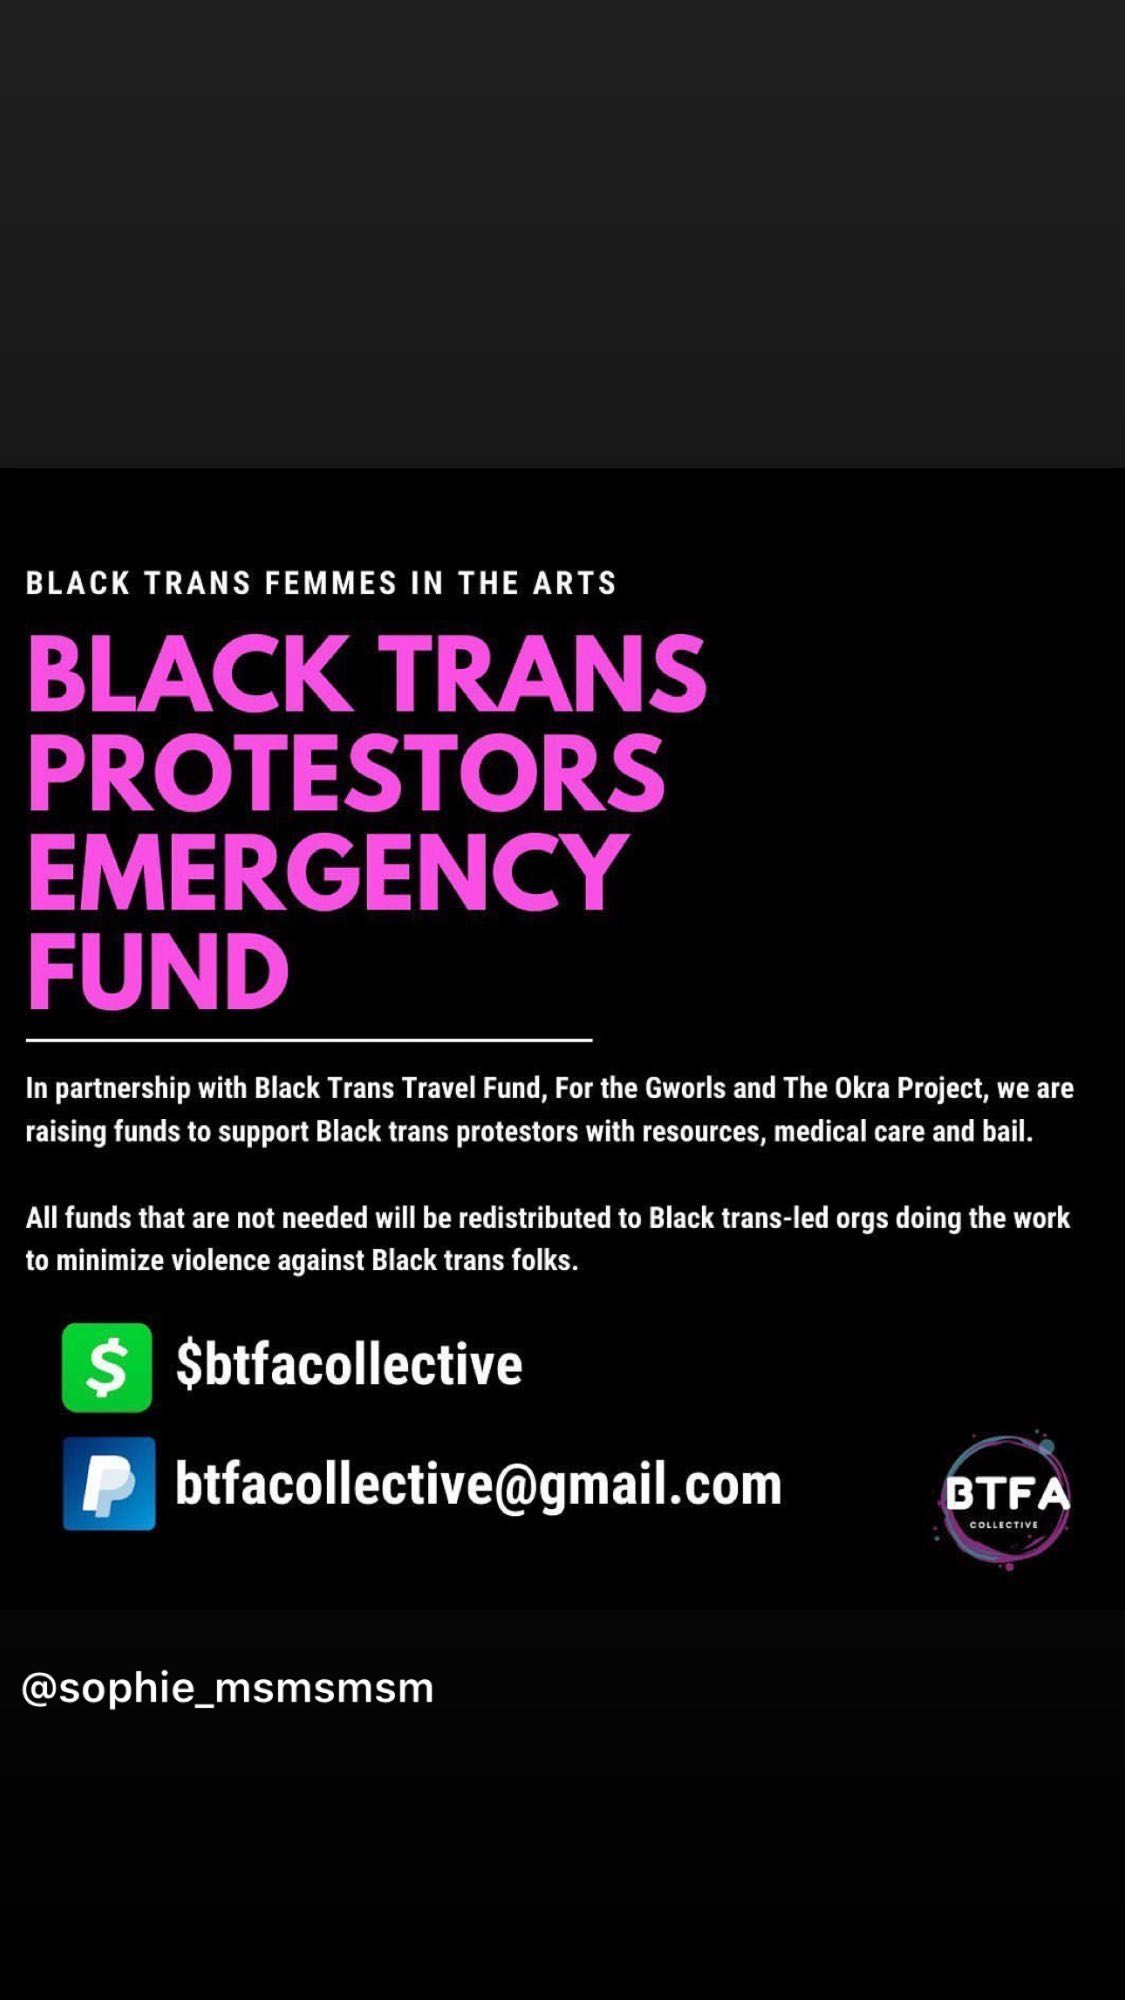 BLACK TRANS FEMMES IN THE ARTS
BLACK TRANS
PROTESTORS
EMERGENCY
FUND
In partnership with Black Trans Travel Fund, For the Gworls and The Okra Project, we are
raising funds to support Black trans protestors with resources, medical care and bail.
All funds that are not needed will be redistributed to Black trans-led orgs doing the work
to minimize violence against Black trans folks.
$
$btfacollective
btfacollective@gmail.com
BTFA
COLLECTIVE
@sophie_msmsmsm